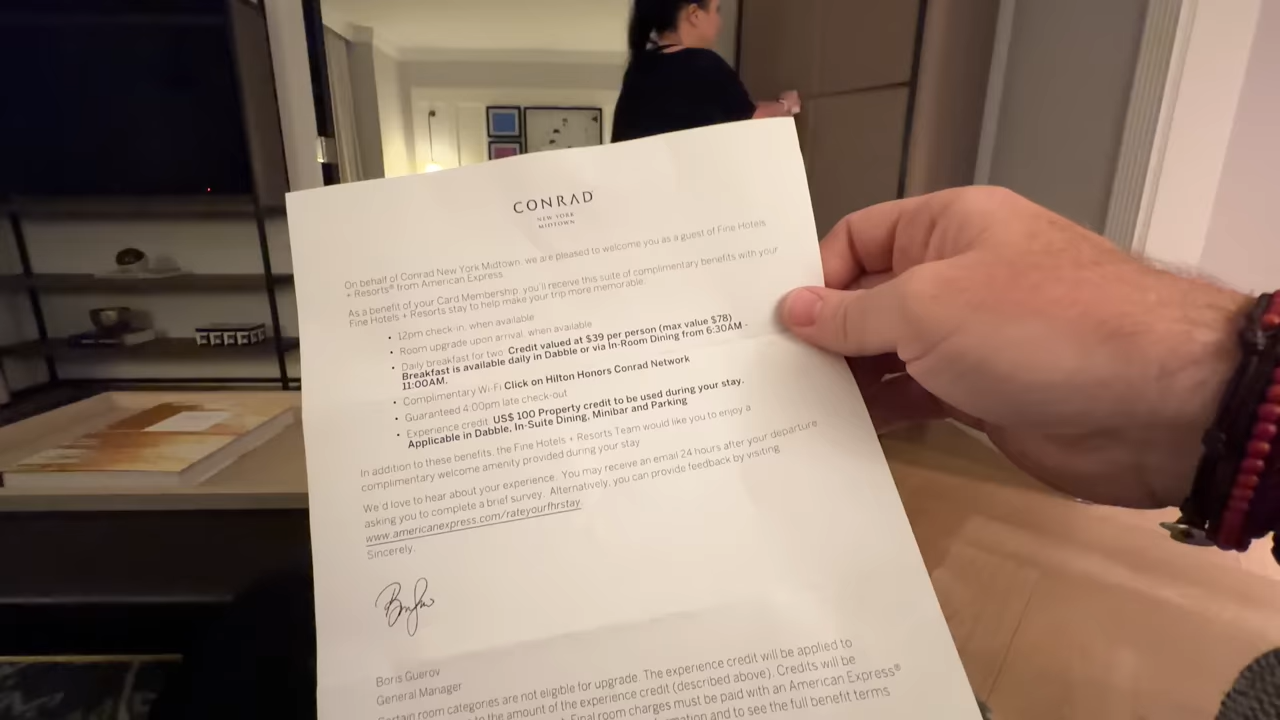 CONRAD
NEW YORK
MIDTOWN
On behalf of Conrad New York Midtown, we are pleased to welcome you as a guest of Fine Hotels
+ Resorts® from American Express.
As a benefit of your Card Membership, you'll receive this suite of complimentary benefits with your
Fine Hotels + Resorts stay to help make your trip more memorable.
• 12pm check-in, when available
• Room upgrade upon arrival, when available
• Daily breakfast for two: Credit valued at $39 per person (max value $78)
Breakfast is available daily in Dabble or via In-Room Dining from 6:30AM -
11:00AM.
• Complimentary Wi-Fi Click on Hilton Honors Conrad Network
• Guaranteed 4:00pm late check-out
• Experience credit: US$ 100 Property credit to be used during your stay.
Applicable in Dabble, In-Suite Dining, Minibar and Parking
In addition to these benefits, the Fine Hotels + Resorts Team would like you to enjoy a
complimentary welcome amenity provided during your stay
We'd love to hear about your experience. You may receive an email 24 hours after your departure
asking you to complete a brief survey. Alternatively, you can provide feedback by visiting
www.americanexpress.com/rateyourfhrstay.
Sincerely,
Boris Guerov
General Manager
Certain room categories are not eligible for upgrade. The experience credit will be applied to
to the amount of the experience credit (described above). Credits will be
Final room charges must be paid with an American Express®
and to see the full benefit terms